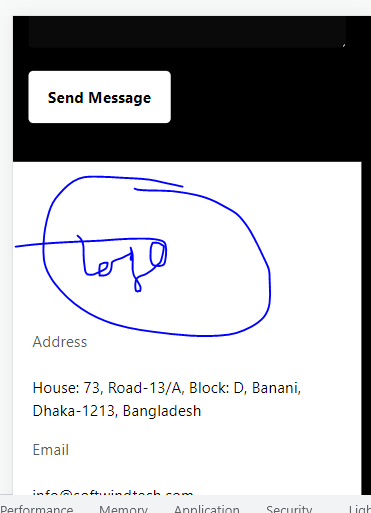 Send Message
logo
Address
House: 73, Road-13/A, Block: D, Banani,
Dhaka-1213, Bangladesh
Email
info@softwindtech.com
Performance Memory Application Security Ligh